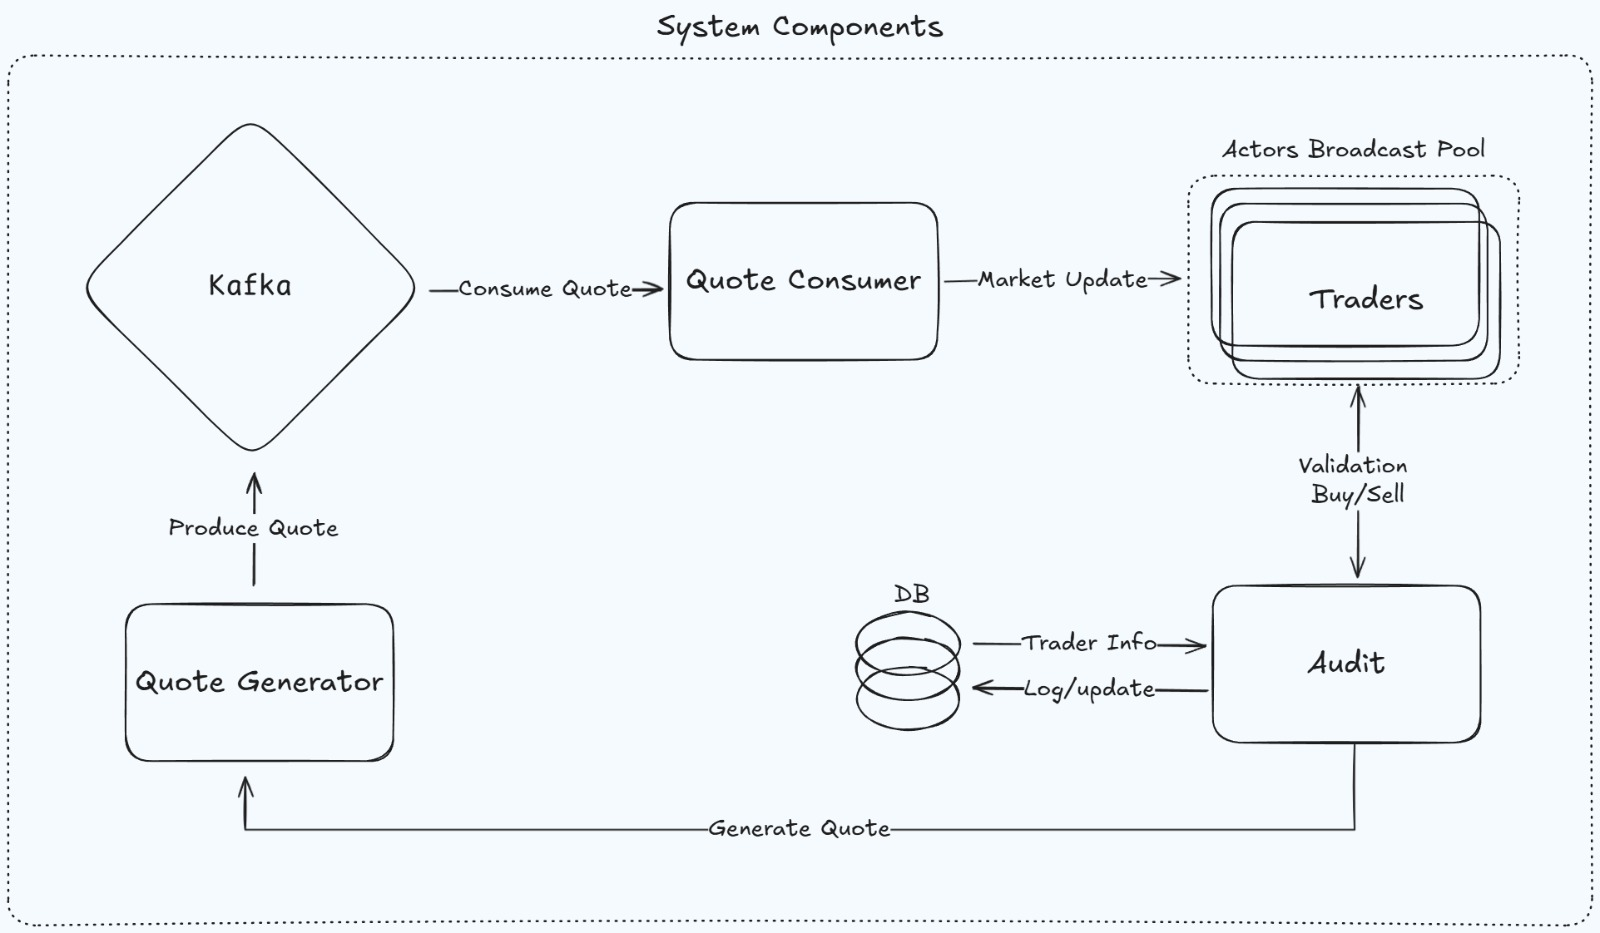 System Components
Actors Broadcast Pool
Kafka
Consume Quote
Quote Consumer
Market Update
Traders
Validation
Buy/Sell
Produce Quote
DB
Trader Info
Log/update
Audit
Quote Generator
Generate Quote